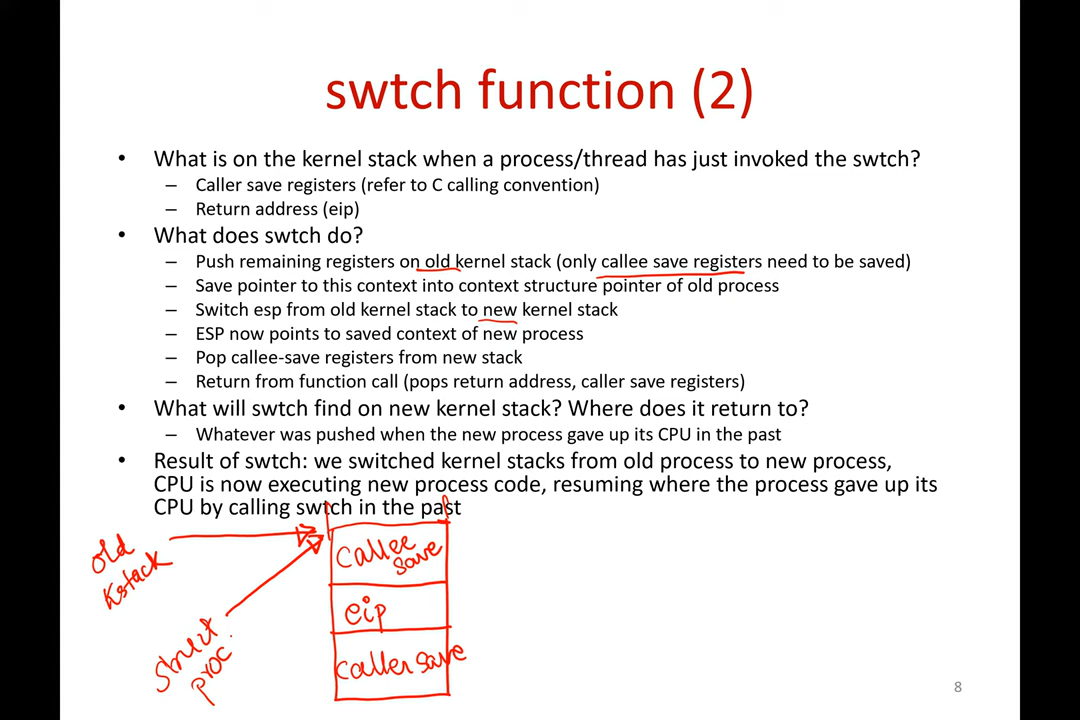 swtch function (2)
• What is on the kernel stack when a process/thread has just invoked the swtch?
– Caller save registers (refer to C calling convention)
– Return address (eip)
• What does swtch do?
– Push remaining registers on old kernel stack (only callee save registers need to be saved)
– Save pointer to this context into context structure pointer of old process
– Switch esp from old kernel stack to new kernel stack
– ESP now points to saved context of new process
– Pop callee-save registers from new stack
– Return from function call (pops return address, caller save registers)
• What will swtch find on new kernel stack? Where does it return to?
– Whatever was pushed when the new process gave up its CPU in the past
• Result of swtch: we switched kernel stacks from old process to new process,
CPU is now executing new process code, resuming where the process gave up its
CPU by calling swtch in the past
old
Kstack
callee
save
eip
caller save
struct
proc
8